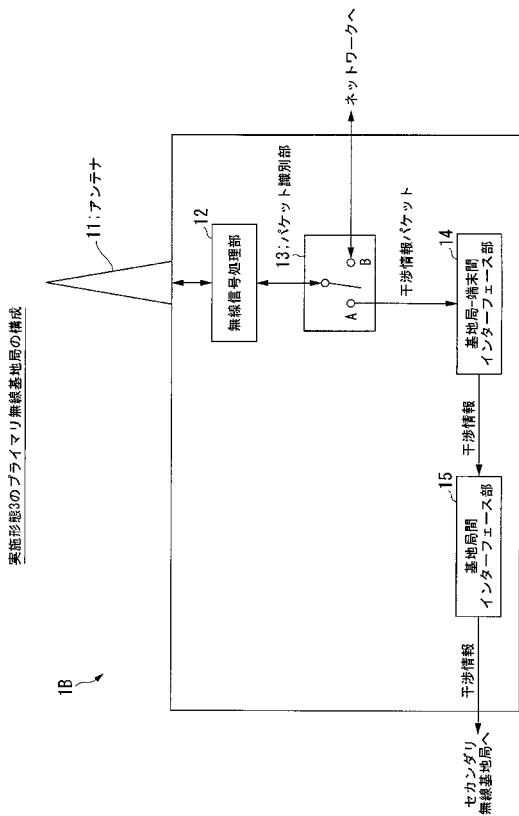 実施形態3のプライマリ無線基地局の構成
1B
11;アンテナ
12
無線信号処理部
13;パケット識別部
A
B
ネットワークへ
干渉情報パケット
14
基地局-端末間
インターフェース部
干渉情報
15
基地局間
インターフェース部
干渉情報
セカンダリ
無線基地局へ